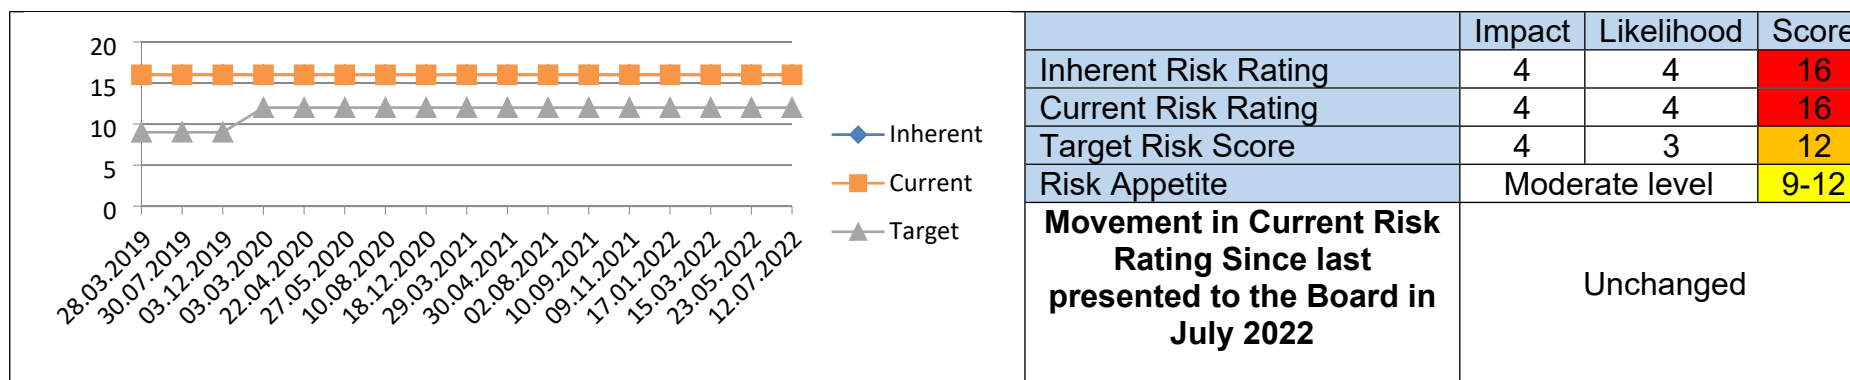 20
15
10
5
0
28.03.2019
30.07.2019
03.12.2019
03.03.2020
22.04.2020
27.05.2020
10.08.2020
18.12.2020
29.03.2021
30.04.2021
02.08.2021
10.09.2021
09.11.2021
17.01.2022
15.03.2022
23.05.2022
12.07.2022
Inherent
Current
Target
Impact Likelihood Score
Inherent Risk Rating 4 4 16
Current Risk Rating 4 4 16
Target Risk Score 4 3 12
Risk Appetite Moderate level 9-12
Movement in Current Risk
Rating Since last
presented to the Board in
July 2022
Unchanged